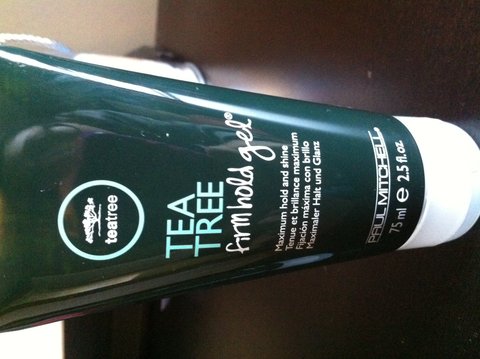 teatree
TEA
TREE
firm hold gel®
Maximum hold and shine
Tenue et brillance maximum
Fijación máxima con brillo
Maximaler Halt und Glanz
PAUL MITCHELL
75 ml e 2.5 fl.oz.